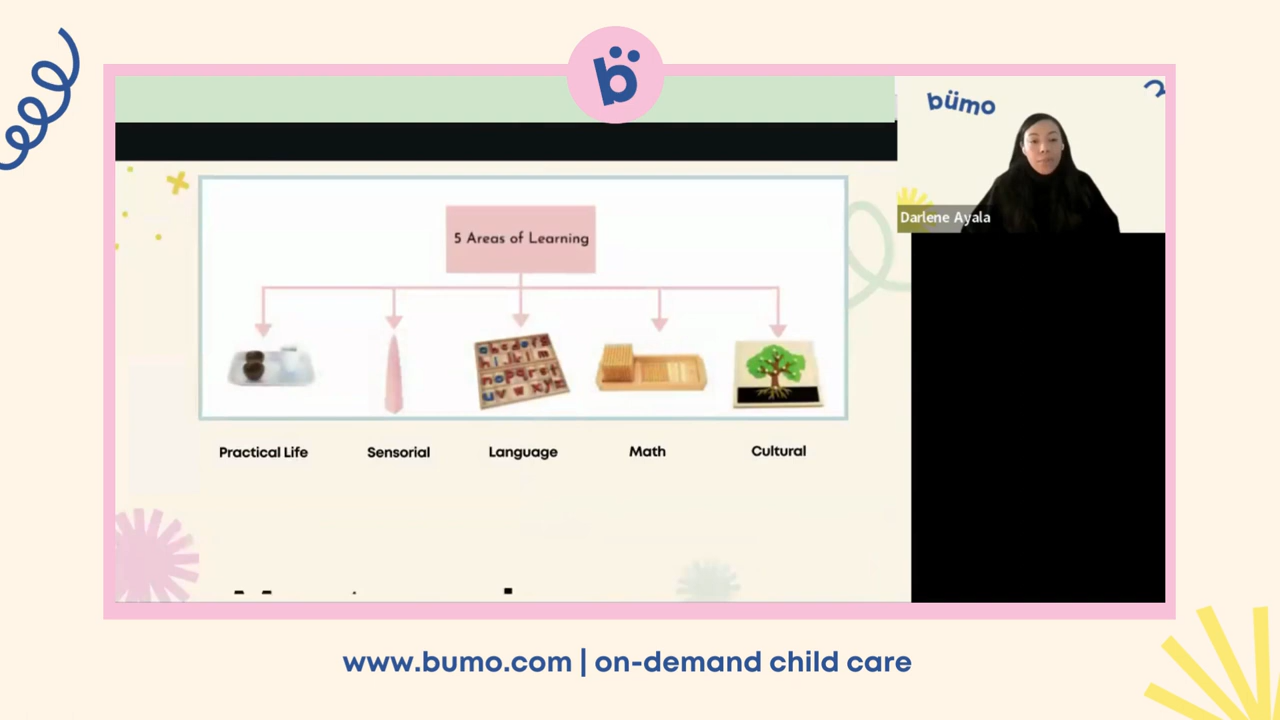 b̈
bümo
Darlene Ayala
5 Areas of Learning
Practical Life
Sensorial
Language
Math
Cultural
www.bumo.com | on-demand child care